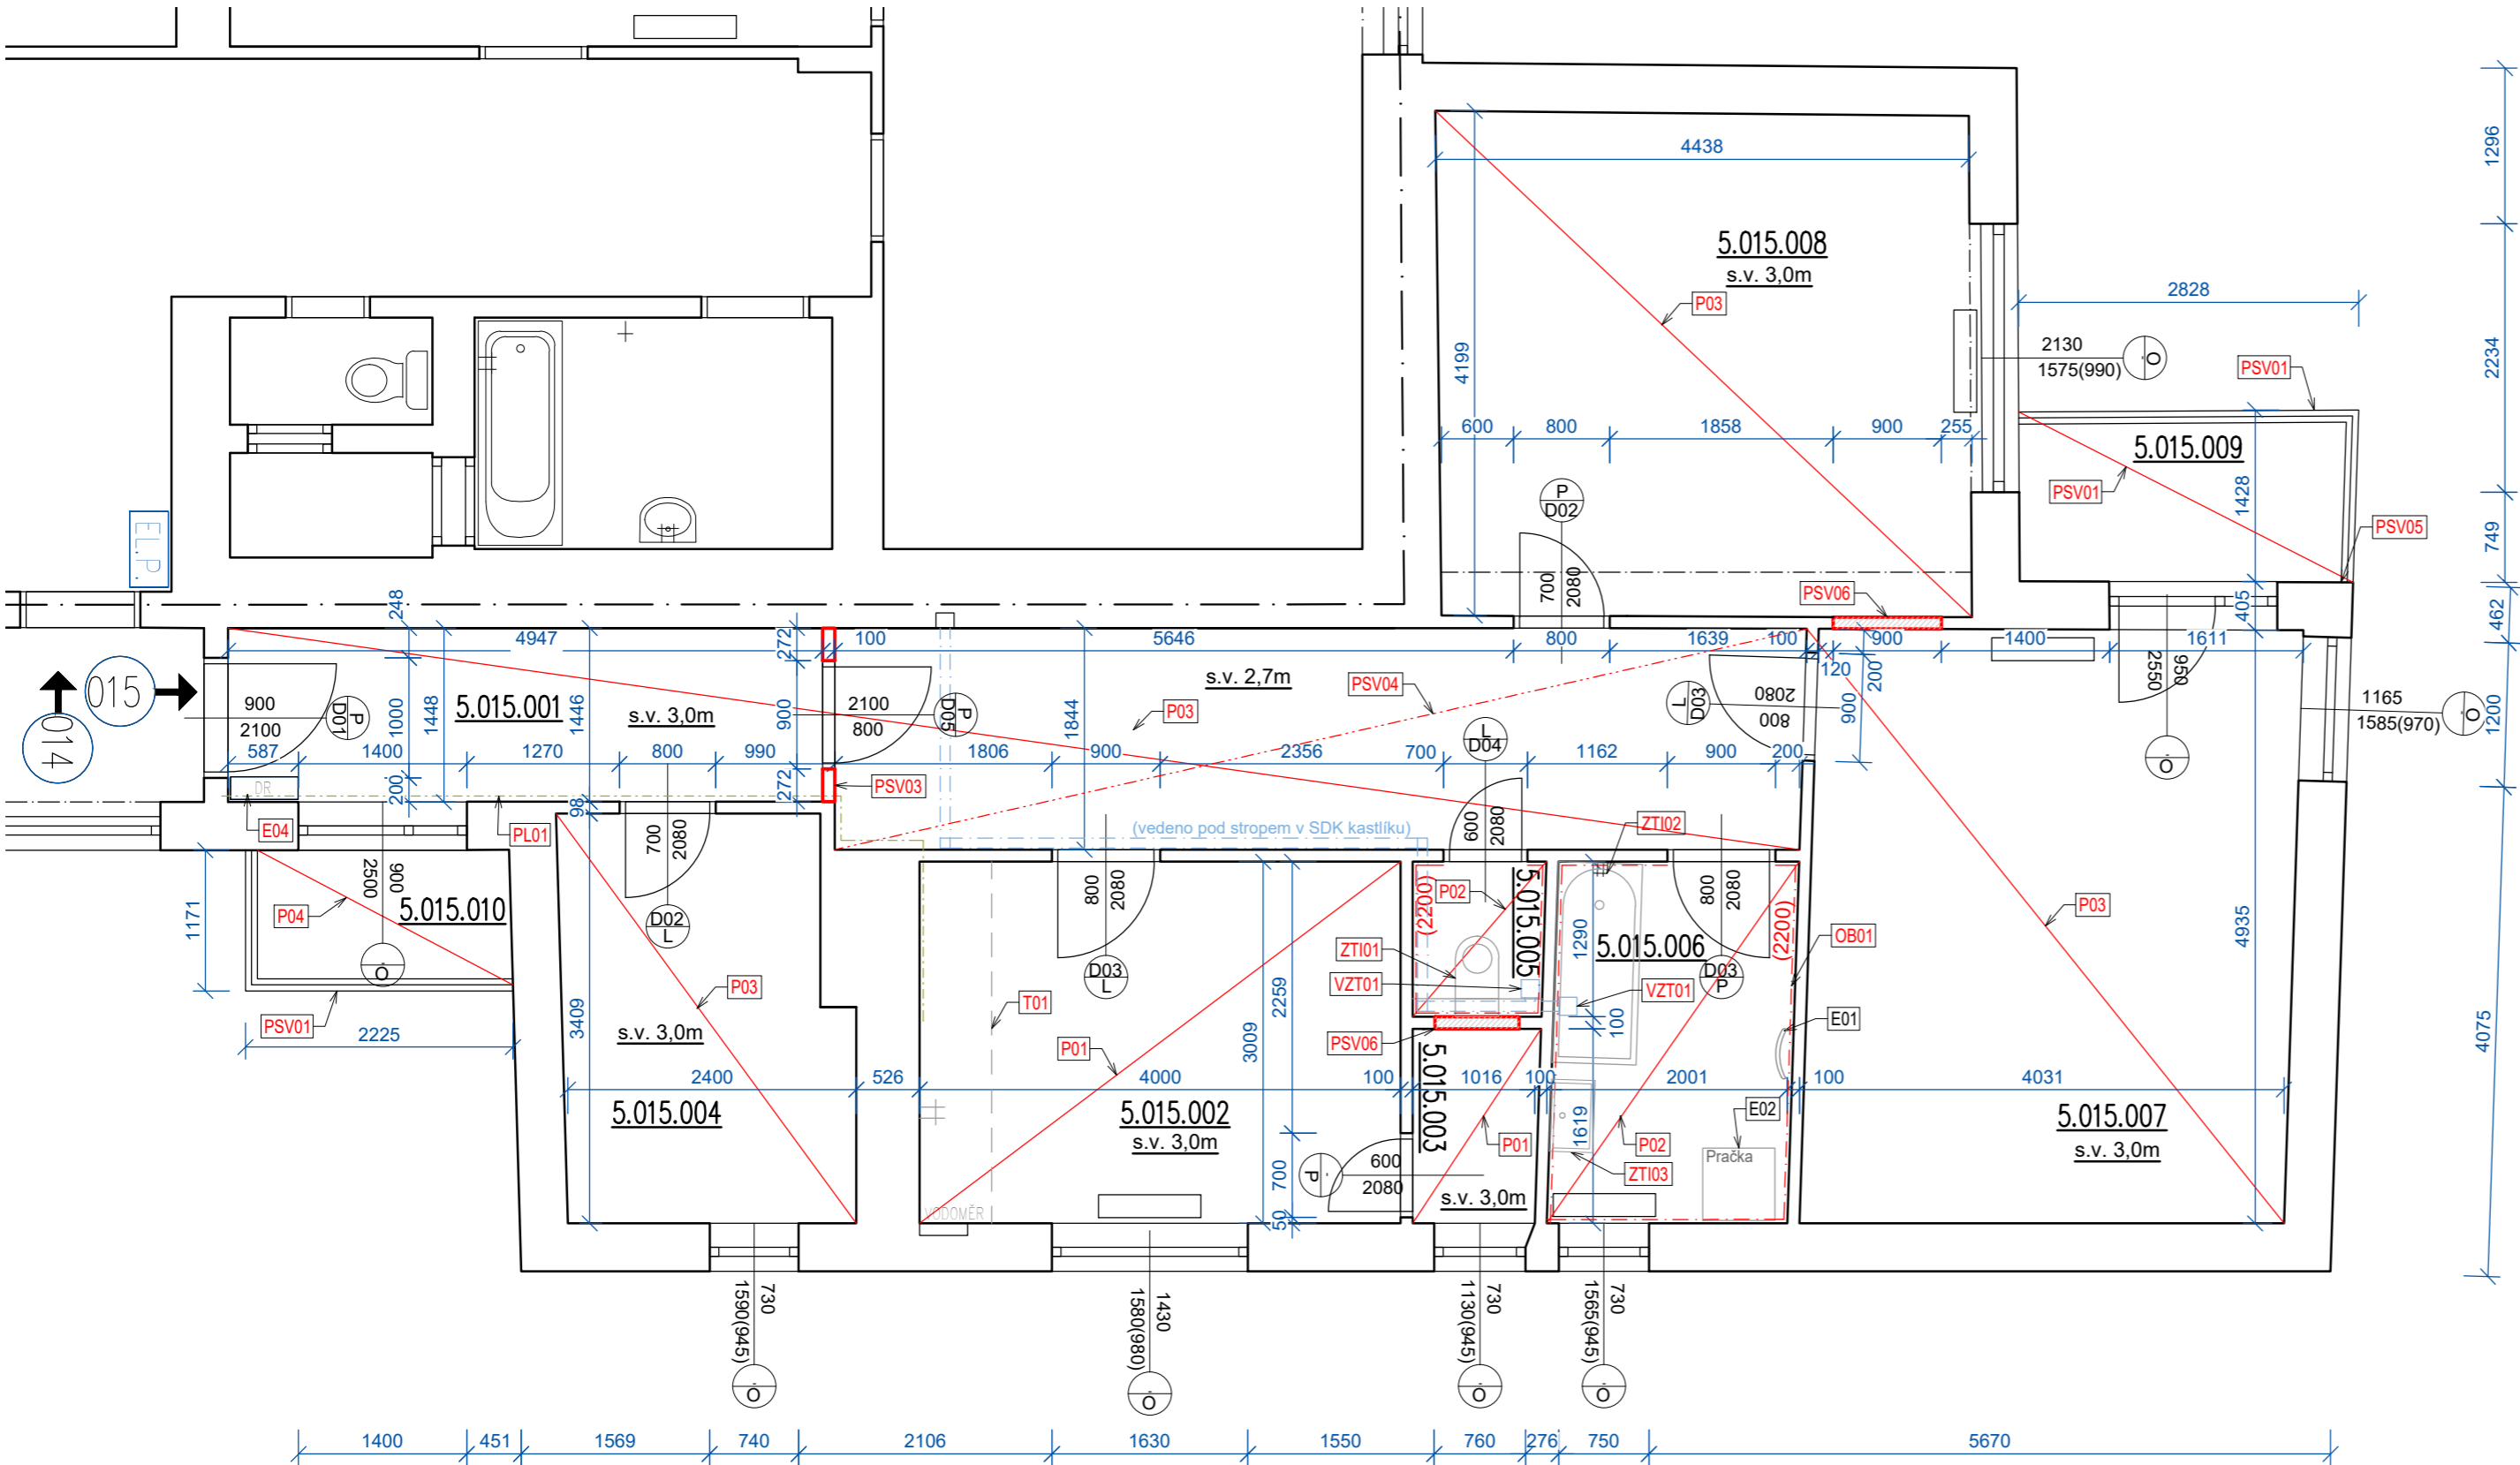 4438
1296
5.015.008
s.v. 3,0m
P03
2828
2130
1575(990)
O
2234
4199
PSV01
600
800
1858
900
255
5.015.009
PSV01
1428
PSV05
749
P
D02
700
2080
EL.P.
PSV06
405
462
248
4947
272
100
5646
800
1639
100
900
1400
1611
120
200
950
2550
O
1165
1585(970)
O
1200
s.v. 2,7m
PSV04
015
014
900
2100
P
D01
1000
1448
5.015.001
1446
s.v. 3,0m
900
2100
800
P
D05
P03
1844
L
D03
2080
800
900
587
1400
1270
800
990
1806
900
2356
700
L
D04
1162
900
200
DR
200
272
PSV03
E04
PL01
98
700
2080
(vedeno pod stropem v SDK kastlíku)
600
2080
ZTI02
900
2500
O
1171
P04
5.015.010
D02
L
800
2080
D03
L
(2200)
P02
5.015.005
1290
5.015.006
800
2080
D03
P
(2200)
OB01
P03
4935
ZTI01
VZT01
VZT01
PSV01
2225
3409
P03
s.v. 3,0m
T01
P01
3009
2259
PSV06
100
E01
4075
2400
526
4000
100
1016
100
2001
100
4031
5.015.004
5.015.002
s.v. 3,0m
5.015.003
P01
1619
P02
E02
Pračka
5.015.007
s.v. 3,0m
P
600
2080
700
50
s.v. 3,0m
ZTI03
VODOMĚR
730
1590(945)
O
1430
1580(980)
O
730
1130(945)
O
730
1565(945)
O
1400
451
1569
740
2106
1630
1550
760
276
750
5670